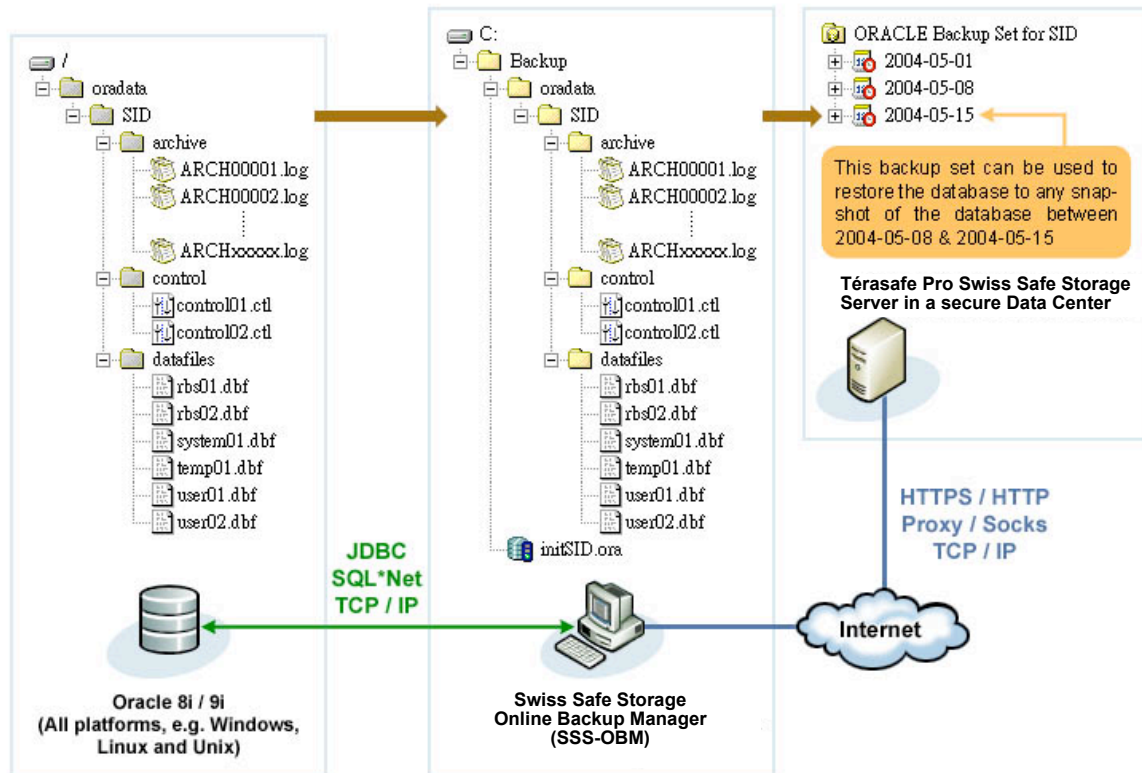 /
oradata
SID
archive
ARCH00001.log
ARCH00002.log
ARCHxxxxx.log
control
control01.ctl
control02.ctl
datafiles
rbs01.dbf
rbs02.dbf
system01.dbf
temp01.dbf
user01.dbf
user02.dbf
Oracle 8i / 9i
(All platforms, e.g. Windows,
Linux and Unix)
JDBC
SQL*Net
TCP / IP
C:
Backup
oradata
SID
archive
ARCH00001.log
ARCH00002.log
ARCHxxxxx.log
control
control01.ctl
control02.ctl
datafiles
rbs01.dbf
rbs02.dbf
system01.dbf
temp01.dbf
user01.dbf
user02.dbf
initSID.ora
Swiss Safe Storage
Online Backup Manager
(SSS-OBM)
ORACLE Backup Set for SID
2004-05-01
2004-05-08
2004-05-15
This backup set can be used to
restore the database to any snap-
shot of the database between
2004-05-08 & 2004-05-15
Térasafe Pro Swiss Safe Storage
Server in a secure Data Center
HTTPS / HTTP
Proxy / Socks
TCP / IP
Internet